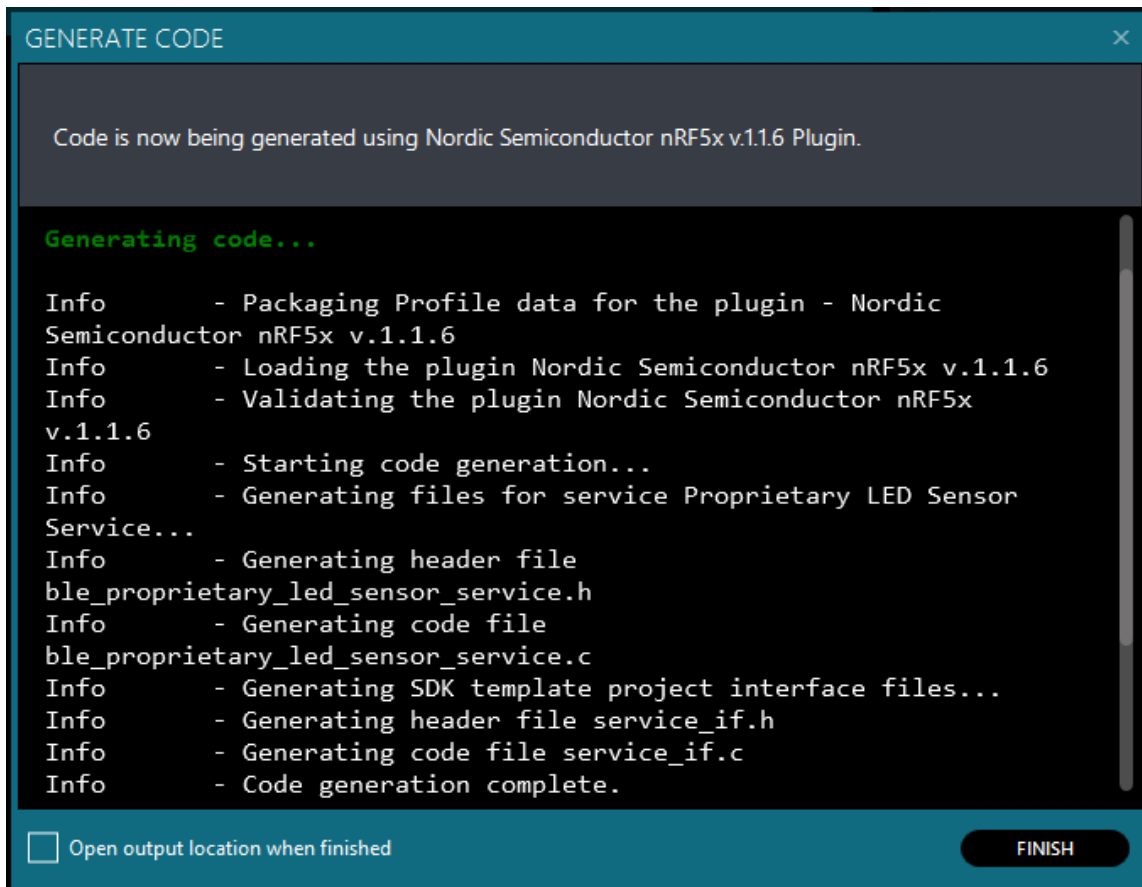 GENERATE CODE
Code is now being generated using Nordic Semiconductor nRF5x v.1.1.6 Plugin.
Generating code...
Info - Packaging Profile data for the plugin - Nordic
Semiconductor nRF5x v.1.1.6
Info - Loading the plugin Nordic Semiconductor nRF5x v.1.1.6
Info - Validating the plugin Nordic Semiconductor nRF5x
v.1.1.6
Info - Starting code generation...
Info - Generating files for service Proprietary LED Sensor
Service...
Info - Generating header file
ble_proprietary_led_sensor_service.h
Info - Generating code file
ble_proprietary_led_sensor_service.c
Info - Generating SDK template project interface files...
Info - Generating header file service_if.h
Info - Generating code file service_if.c
Info - Code generation complete.
Open output location when finished
FINISH